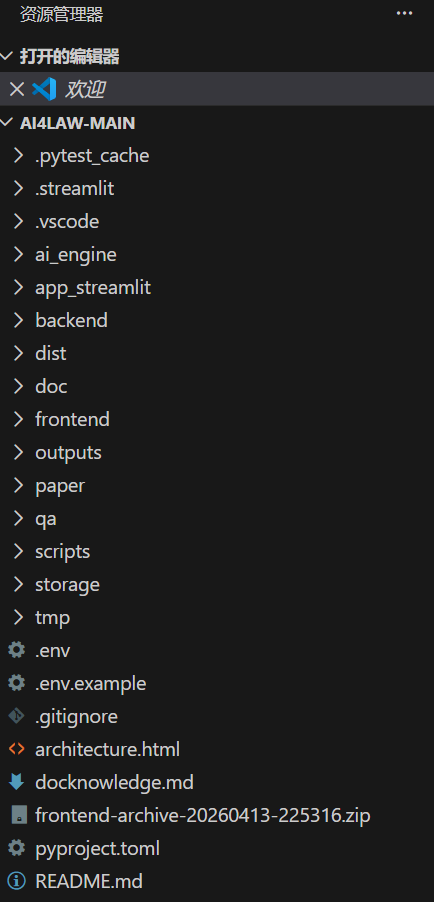 资源管理器
打开的编辑器
欢迎
AI4LAW-MAIN
.pytest_cache
.streamlit
.vscode
ai_engine
app_streamlit
backend
dist
doc
frontend
outputs
paper
qa
scripts
storage
tmp
.env
.env.example
.gitignore
architecture.html
docknowledge.md
frontend-archive-20260413-225316.zip
pyproject.toml
README.md